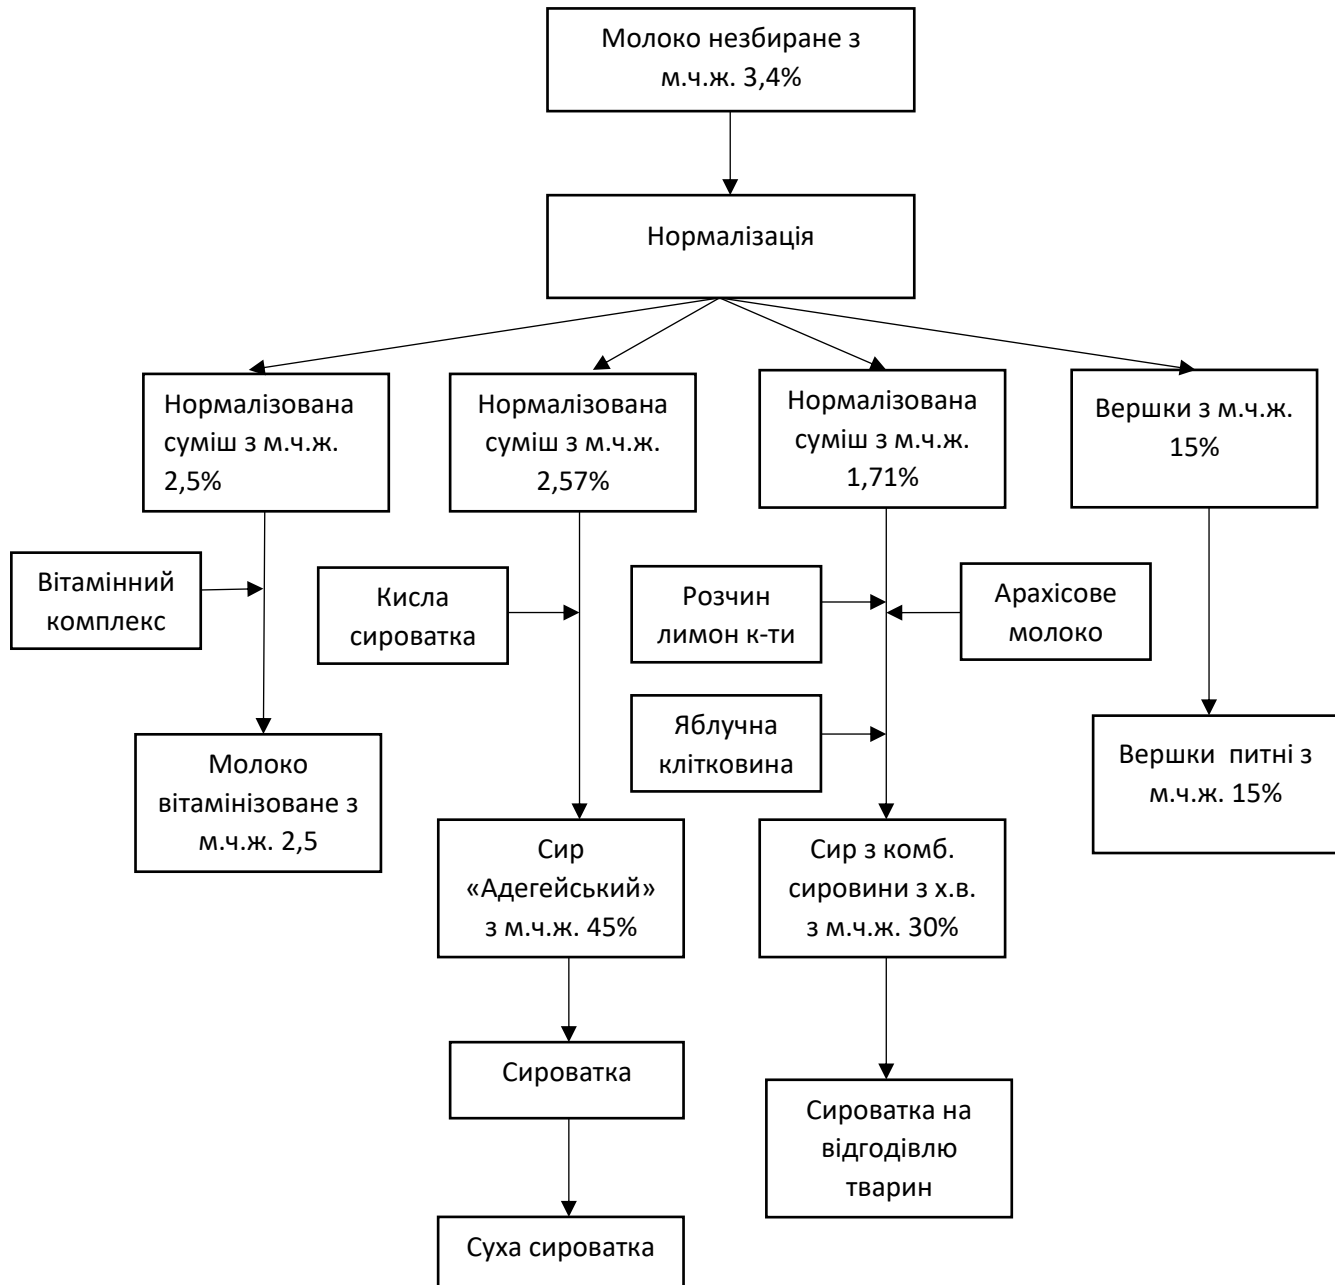 Молоко незбиране з
м.ч.ж. 3,4%
Нормалізація
Нормалізована
суміш з м.ч.ж.
2,5%
Нормалізована
суміш з м.ч.ж.
2,57%
Нормалізована
суміш з м.ч.ж.
1,71%
Вершки з м.ч.ж.
15%
Вітамінний
комплекс
Кисла
сироватка
Розчин
лимон к-ти
Арахісове
молоко
Яблучна
клітковина
Молоко
вітамінізоване з
м.ч.ж. 2,5
Вершки питні з
м.ч.ж. 15%
Сир
«Адегейський»
з м.ч.ж. 45%
Сир з комб.
сировини з х.в.
з м.ч.ж. 30%
Сироватка
Сироватка на
відгодівлю
тварин
Суха сироватка